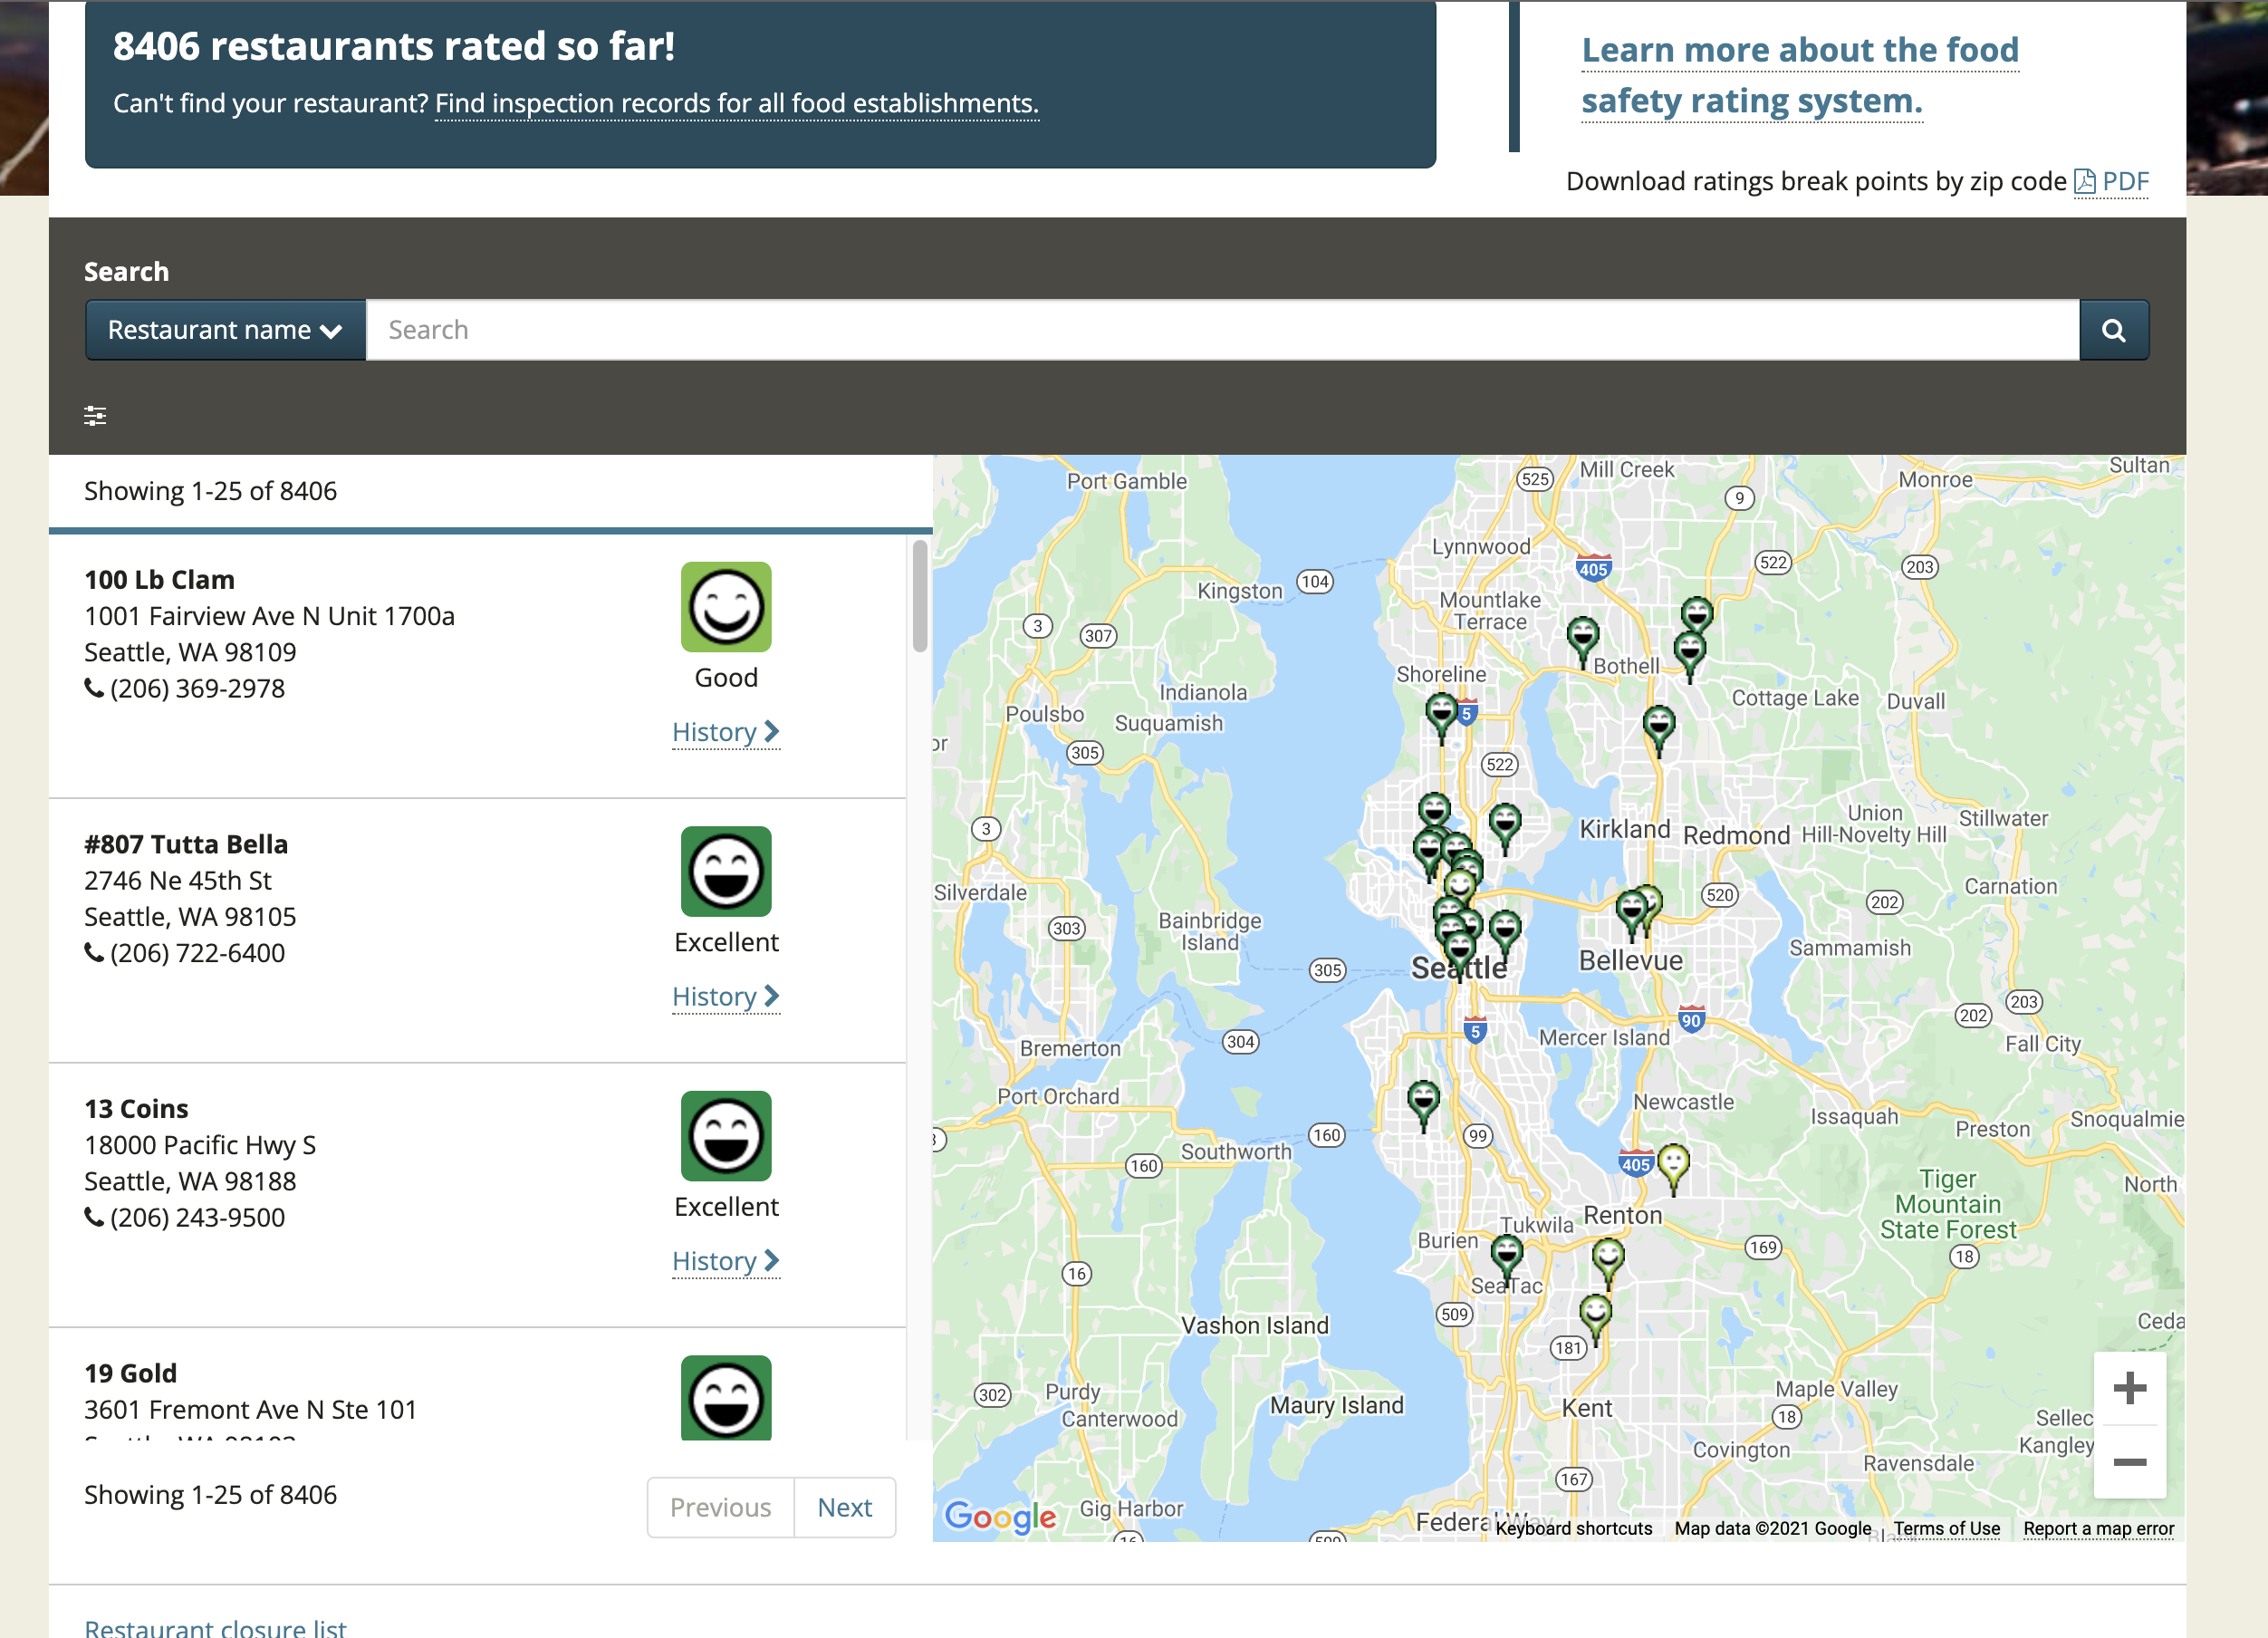 8406 restaurants rated so far!
Can't find your restaurant? Find inspection records for all food establishments.
Learn more about the food
safety rating system.
Download ratings break points by zip code PDF
Search
Restaurant name
Search
Showing 1-25 of 8406
100 Lb Clam
1001 Fairview Ave N Unit 1700a
Seattle, WA 98109
(206) 369-2978
Good
History
#807 Tutta Bella
2746 Ne 45th St
Seattle, WA 98105
(206) 722-6400
Excellent
History
13 Coins
18000 Pacific Hwy S
Seattle, WA 98188
(206) 243-9500
Excellent
History
19 Gold
3601 Fremont Ave N Ste 101
Showing 1-25 of 8406
Previous
Next
Restaurant closure list
Port Gamble
525
Mill Creek
Sultan
Monroe
9
Lynnwood
405
522
203
Kingston
104
Mountlake
Terrace
3
307
Bothell
Shoreline
Indianola
Cottage Lake
Duvall
Poulsbo
Suquamish
5
or
305
522
3
Kirkland
Redmond
Union
Hill-Novelty Hill
Stillwater
Silverdale
520
202
Carnation
303
Bainbridge
Island
Sammamish
305
Seattle
Bellevue
203
202
5
90
304
Mercer Island
Fall City
Bremerton
Port Orchard
Newcastle
Issaquah
Preston
Snoqualmie
160
99
Southworth
160
405
Tiger
Mountain
State Forest
North
Renton
Tukwila
Burien
169
18
16
SeaTac
509
Vashon Island
Ceda
181
302
Purdy
Canterwood
Maury Island
Kent
Maple Valley
18
Sellec
Kangley
Covington
Ravensdale
167
Google
Gig Harbor
Federal Way
Keyboard shortcuts
Map data ©2021 Google
Terms of Use
Report a map error
16
509